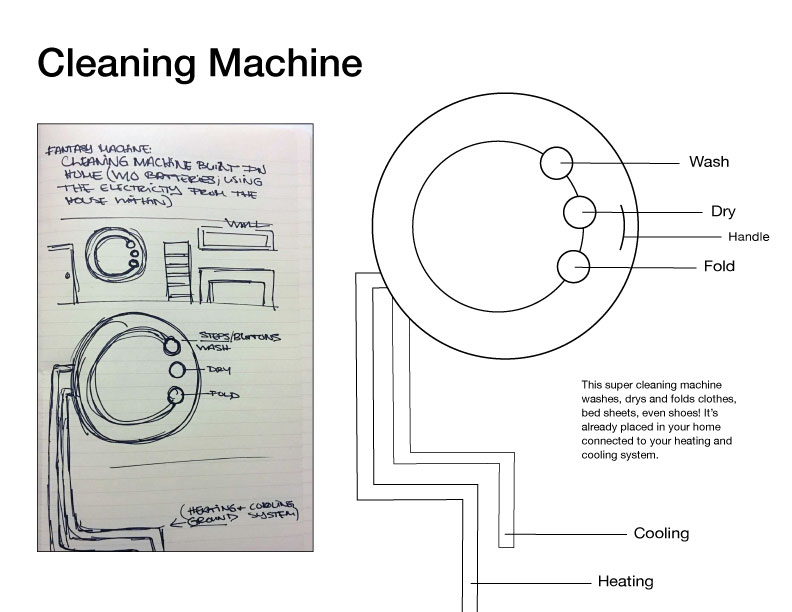 Cleaning Machine
FANTASY MACHINE:
CLEANING MACHINE BUILT IN
HOME (W/O BATTERIES; USING
THE ELECTRICITY FROM THE
HOUSE WITHIN)
WALL
STEPS/BUTTONS
WASH
DRY
FOLD
(HEATING + COOLING
GROUND SYSTEM)
Wash
Dry
Handle
Fold
This super cleaning machine
washes, drys and folds clothes,
bed sheets, even shoes! It's
already placed in your home
connected to your heating and
cooling system.
Cooling
Heating